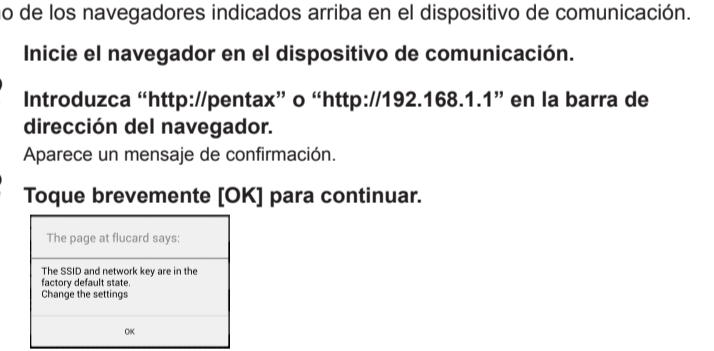 o de los navegadores indicados arriba en el dispositivo de comunicación.
Inicie el navegador en el dispositivo de comunicación.
Introduzca “http://pentax” o “http://192.168.1.1” en la barra de
dirección del navegador.
Aparece un mensaje de confirmación.
Toque brevemente [OK] para continuar.
The page at flucard says:
The SSID and network key are in the
factory default state.
Change the settings
OK